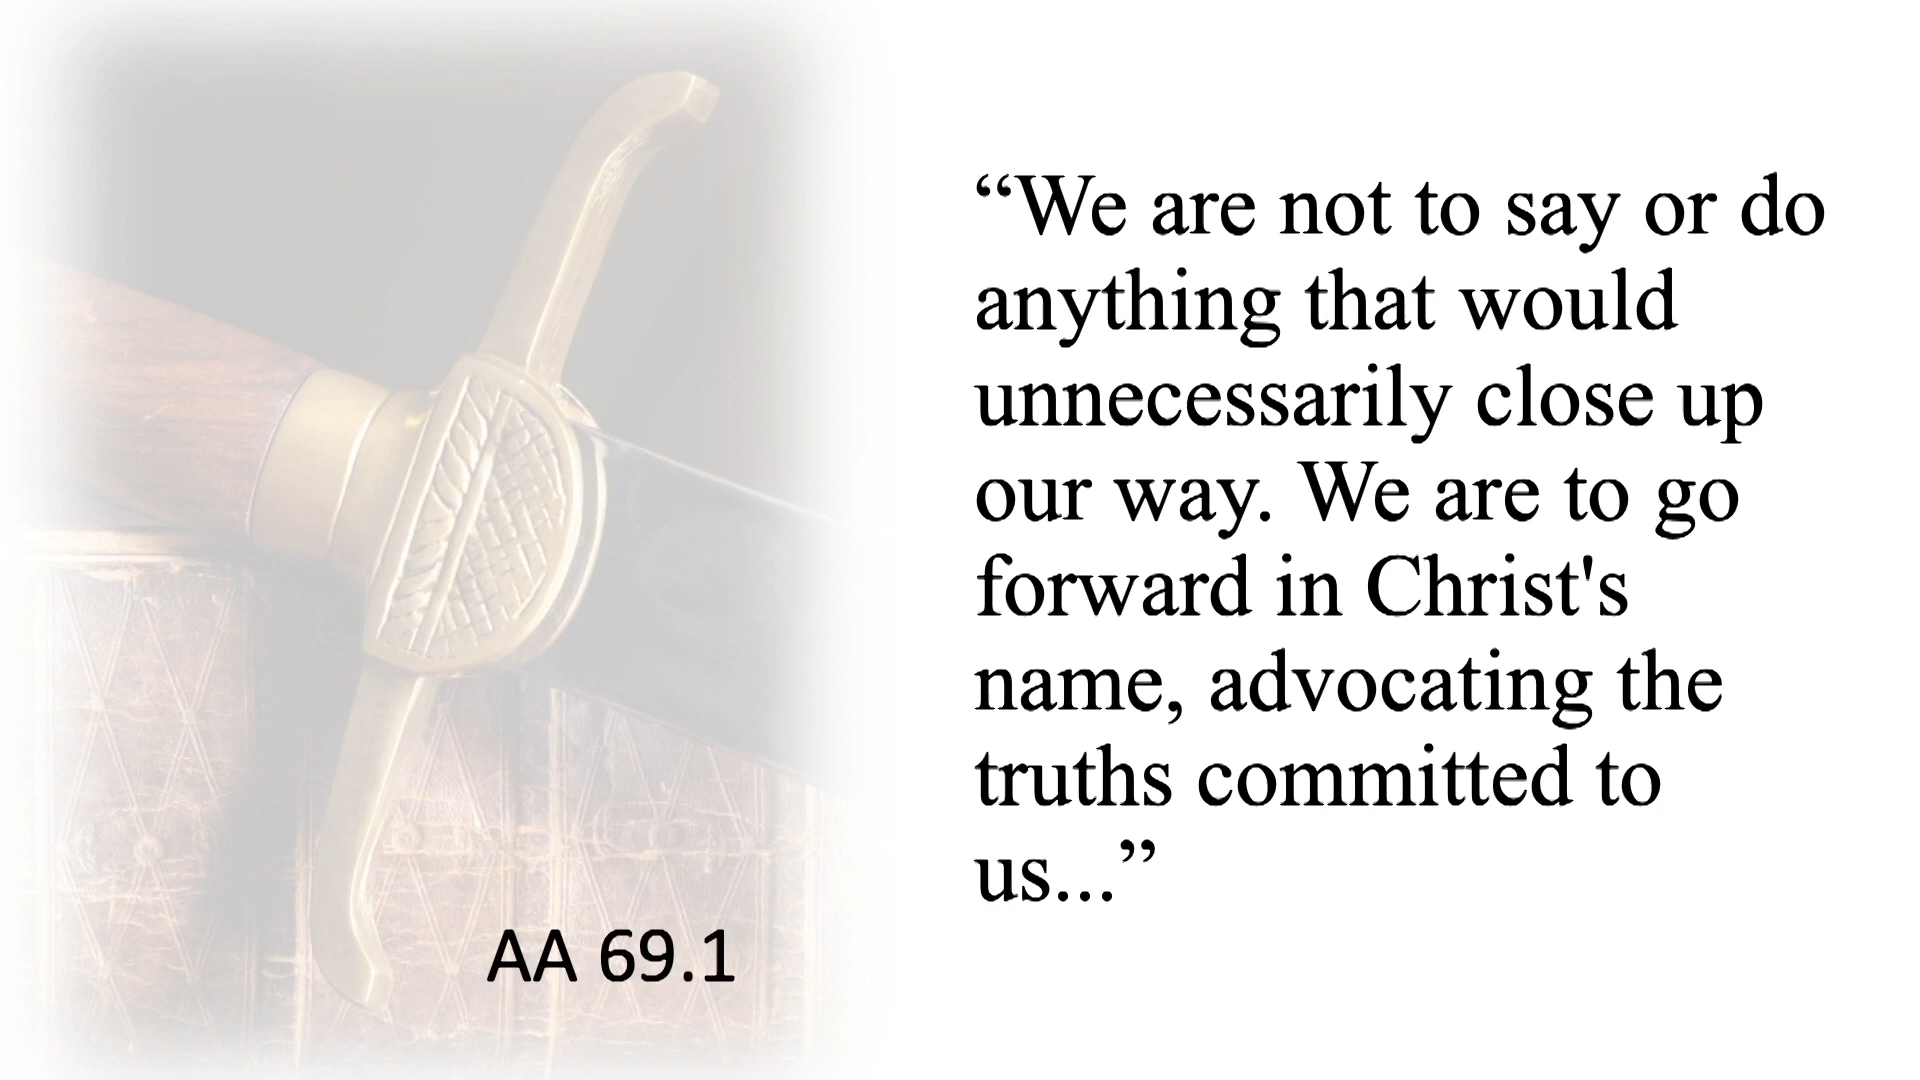 “We are not to say or do
anything that would
unnecessarily close up
our way. We are to go
forward in Christ's
name, advocating the
truths committed to
us...”
AA 69.1